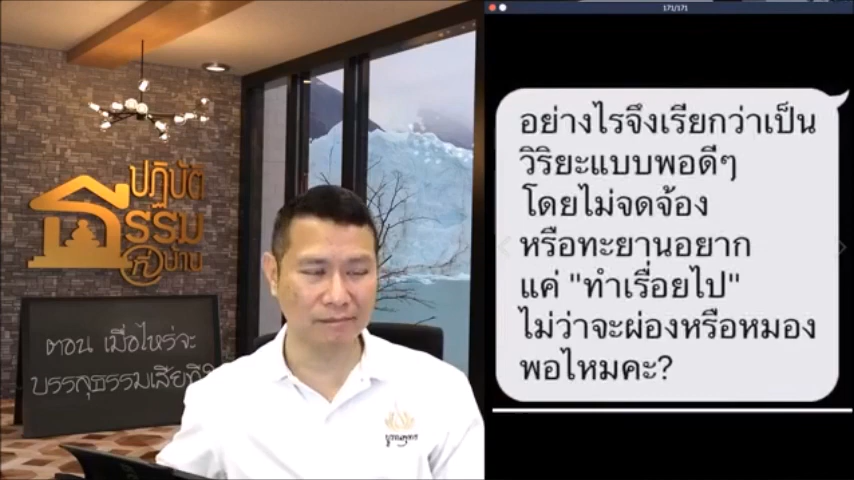 171/171
อย่างไรจึงเรียกว่าเป็น
วิริยะแบบพอดีๆ
โดยไม่จดจ้อง
หรือทะยานอยาก
แค่ "ทำเรื่อยไป"
ไม่ว่าจะผ่องหรือหมอง
พอไหมคะ?
ปฏิบัติ
ธรรม
ที่บ้าน
ตอน เมื่อไหร่จะ
บรรลุธรรมเสียที